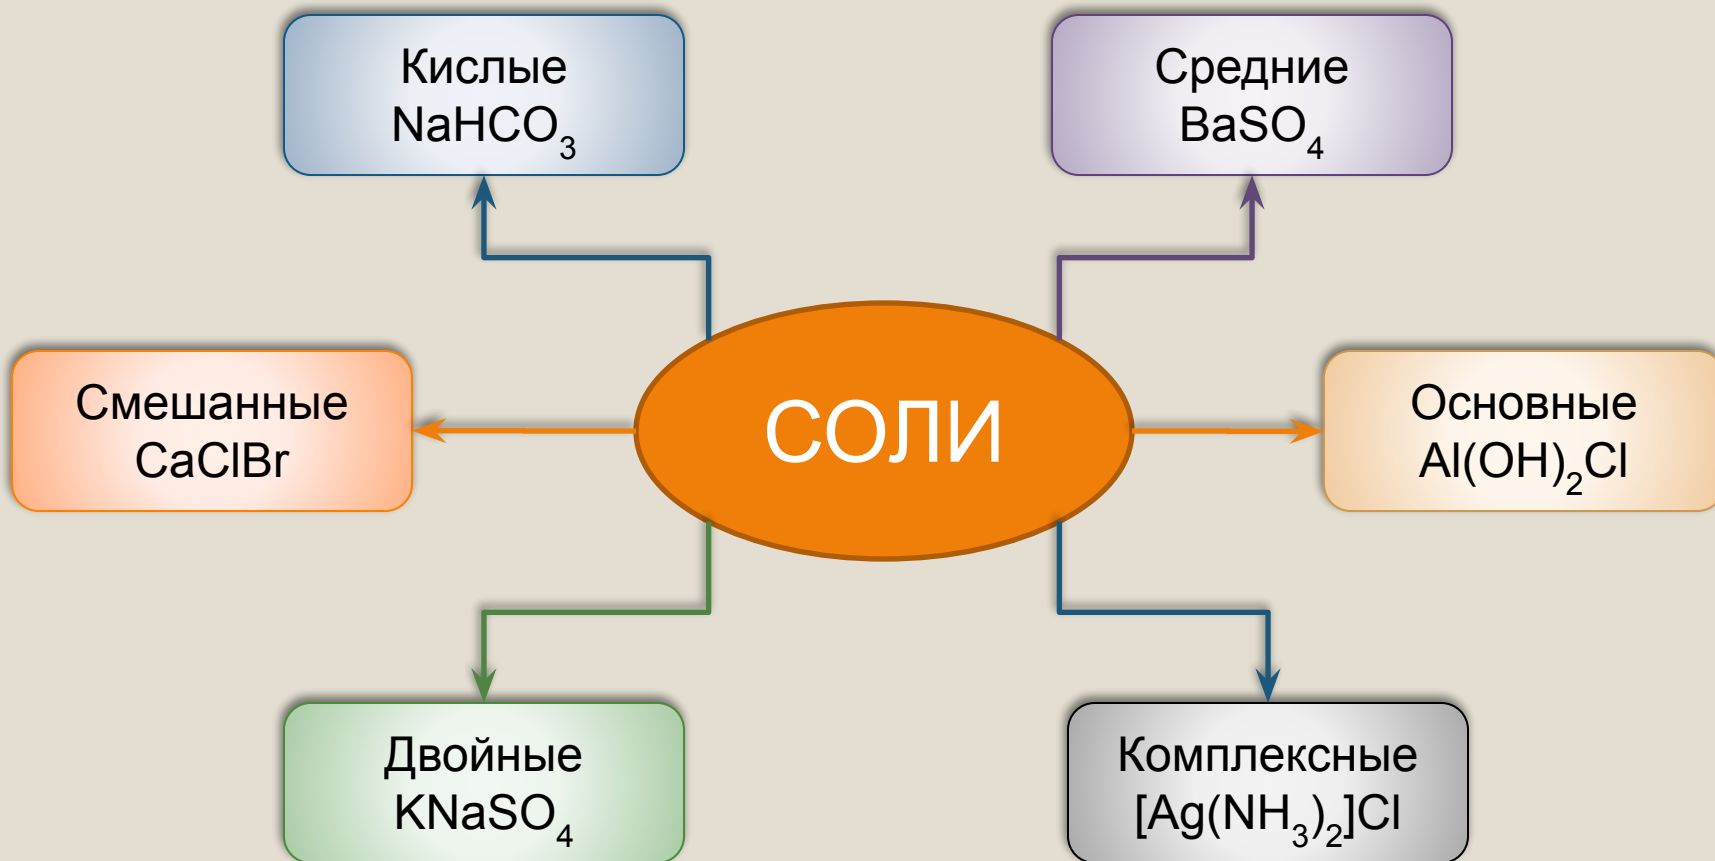 Кислые
NaHCO₃
Средние
BaSO₄
Смешанные
CaClBr
СОЛИ
Основные
Al(OH)₂Cl
Двойные
KNaSO₄
Комплексные
[Ag(NH₃)₂]Cl